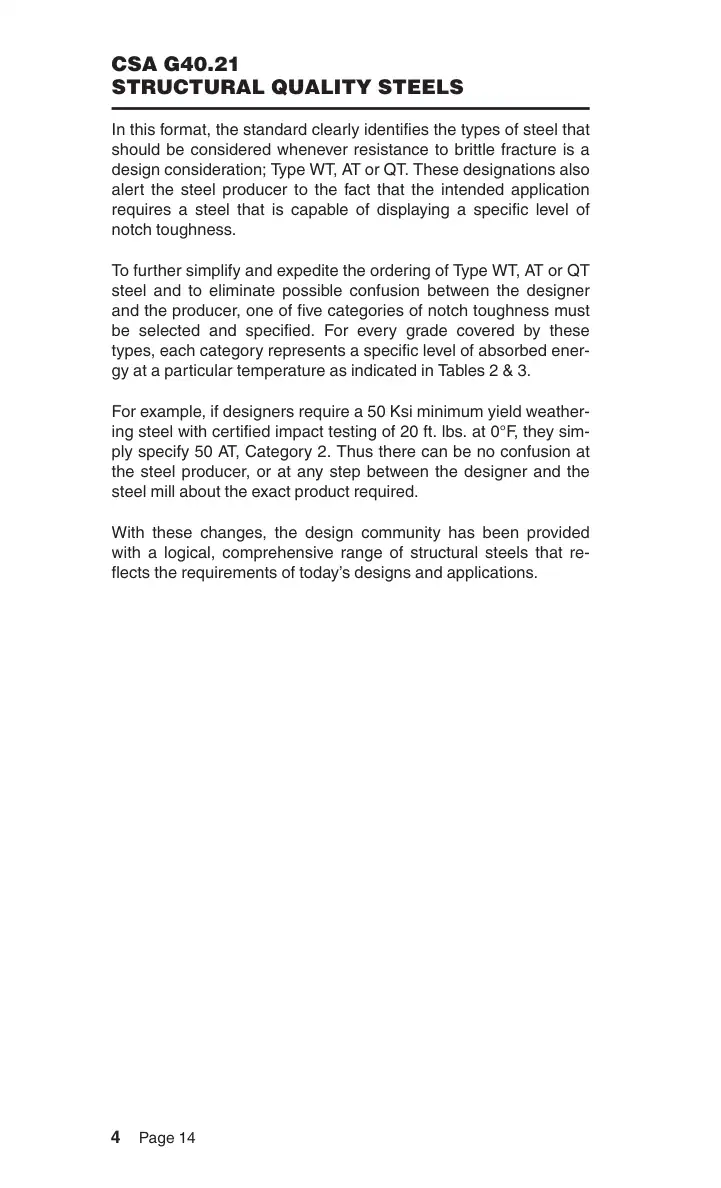 CSA G40.21
STRUCTURAL QUALITY STEELS
In this format, the standard clearly identifies the types of steel that
should be considered whenever resistance to brittle fracture is a
design consideration; Type WT, AT or QT. These designations also
alert the steel producer to the fact that the intended application
requires a steel that is capable of displaying a specific level of
notch toughness.
To further simplify and expedite the ordering of Type WT, AT or QT
steel and to eliminate possible confusion between the designer
and the producer, one of five categories of notch toughness must
be selected and specified. For every grade covered by these
types, each category represents a specific level of absorbed ener-
gy at a particular temperature as indicated in Tables 2 & 3.
For example, if designers require a 50 Ksi minimum yield weather-
ing steel with certified impact testing of 20 ft. lbs. at 0°F, they sim-
ply specify 50 AT, Category 2. Thus there can be no confusion at
the steel producer, or at any step between the designer and the
steel mill about the exact product required.
With these changes, the design community has been provided
with a logical, comprehensive range of structural steels that re-
flects the requirements of today's designs and applications.
4 Page 14